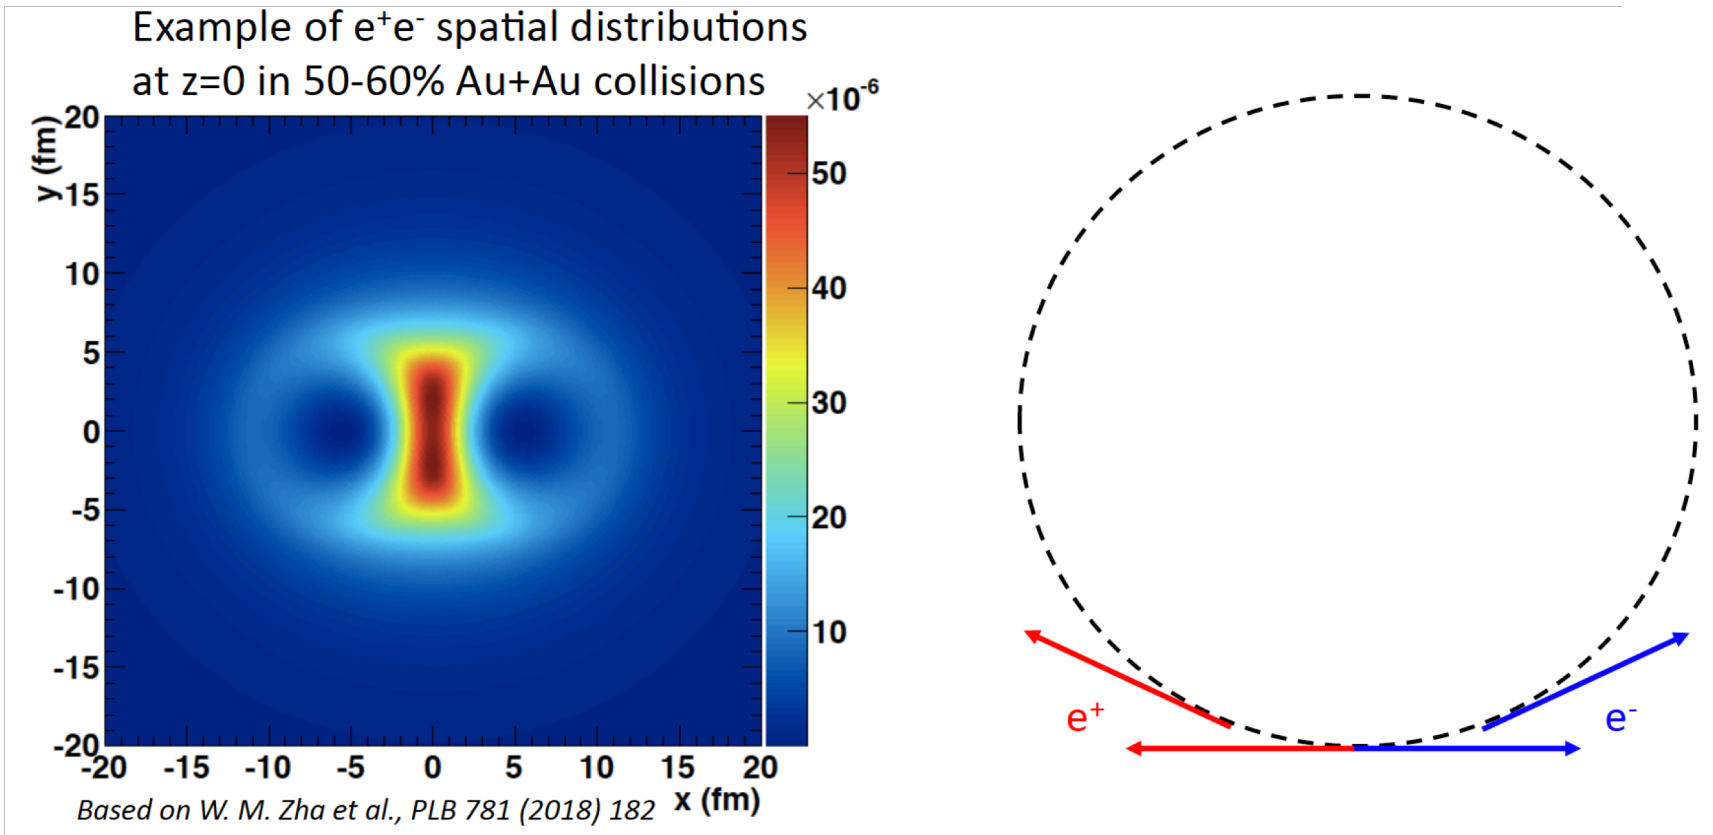 Example of e⁺e⁻ spatial distributions
at z=0 in 50-60% Au+Au collisions
×10⁻⁶
y (fm)
20
15
10
5
0
-5
-10
-15
-20
-20 -15 -10 -5 0 5 10 15 20
x (fm)
50
40
30
20
10
Based on W. M. Zha et al., PLB 781 (2018) 182
e⁺
e⁻